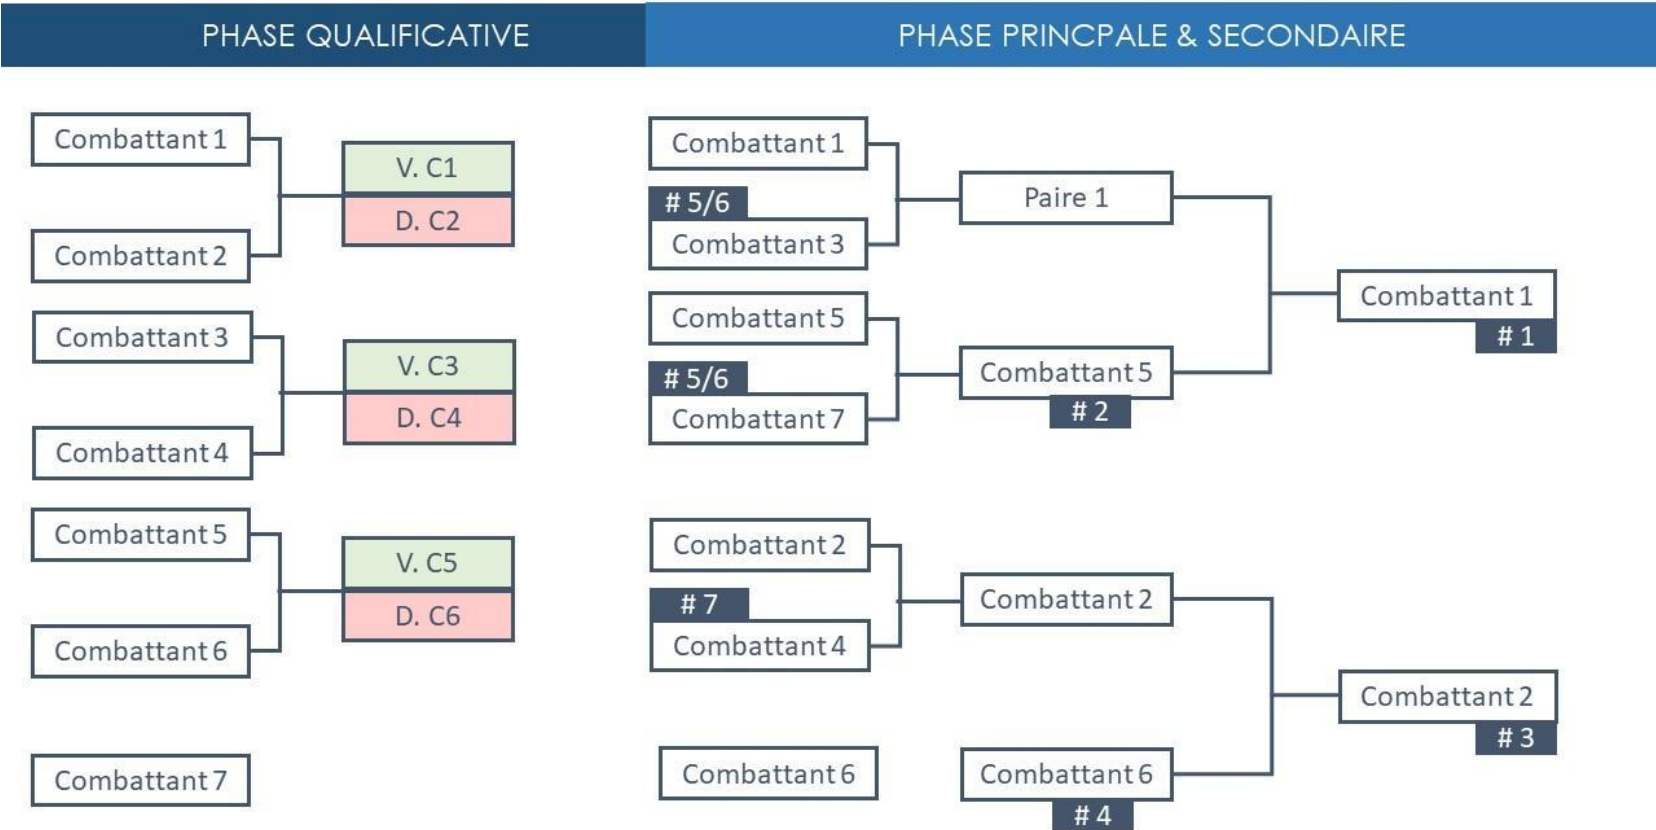 PHASE QUALIFICATIVE
PHASE PRINCPALE & SECONDAIRE
Combattant 1
V. C1
D. C2
Combattant 2
Combattant 3
V. C3
D. C4
Combattant 4
Combattant 5
V. C5
D. C6
Combattant 6
Combattant 7
Combattant 1
# 5/6
Combattant 3
Paire 1
Combattant 5
# 5/6
Combattant 7
Combattant 5
# 2
Combattant 1
# 1
Combattant 2
# 7
Combattant 4
Combattant 2
Combattant 6
Combattant 6
# 4
Combattant 2
# 3